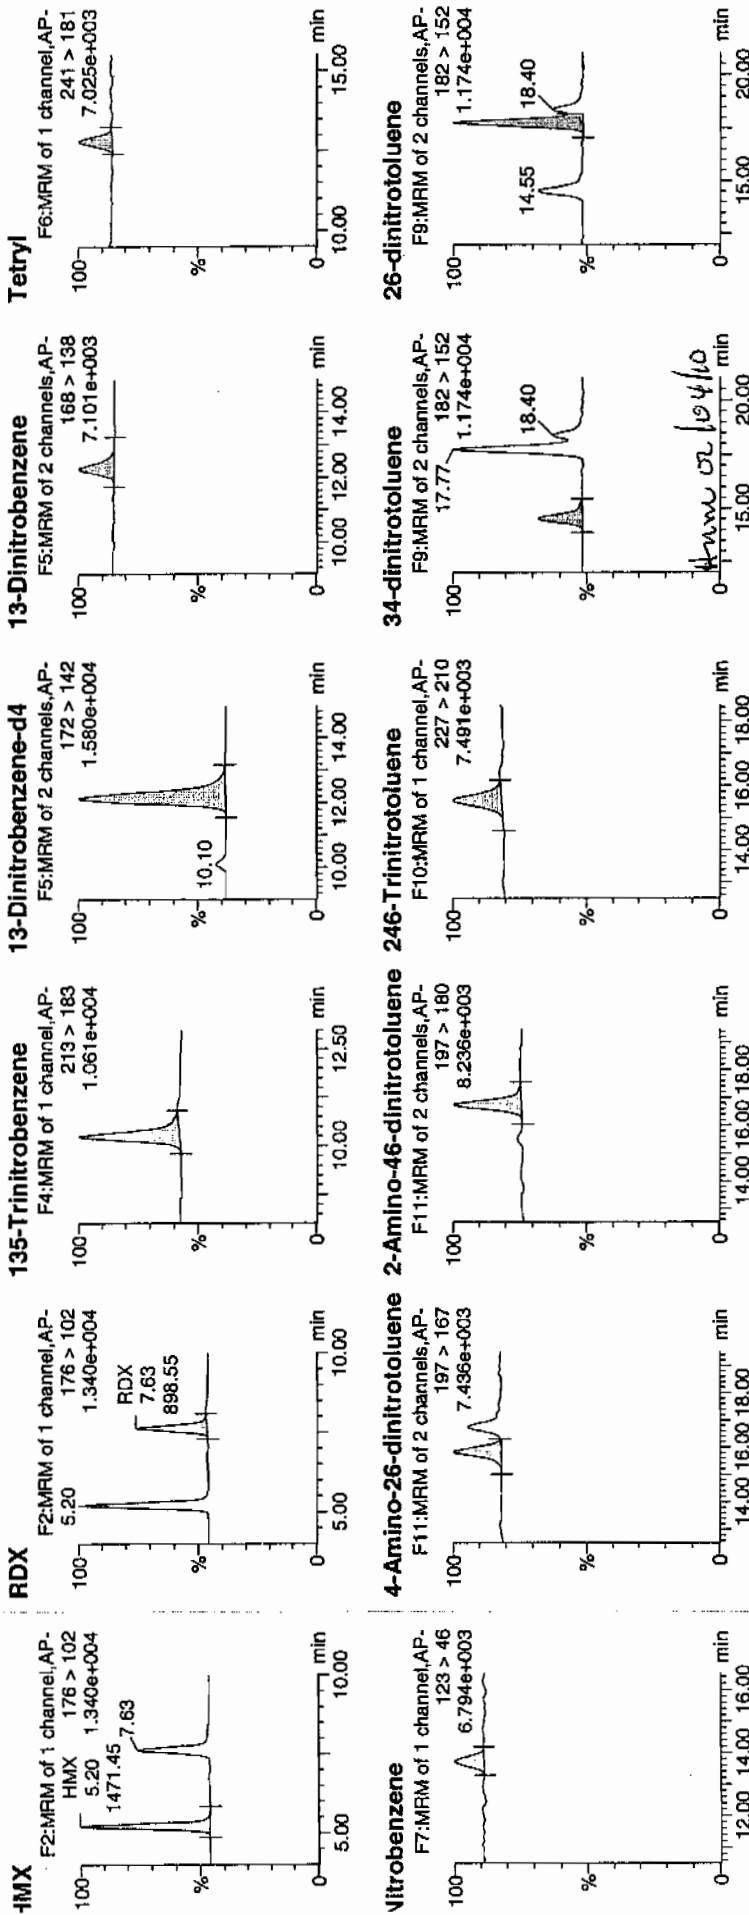 HMX
F2:MRM of 1 channel,AP-
176 > 102
1.340e+004
HMX
5.20
1471.45
7.63
100
%
0
5.00
10.00
min
RDX
F2:MRM of 1 channel,AP-
176 > 102
1.340e+004
5.20
RDX
7.63
898.55
100
%
0
5.00
10.00
min
135-Trinitrobenzene
F4:MRM of 1 channel,AP-
213 > 183
1.061e+004
100
%
0
10.00
12.50
min
13-Dinitrobenzene-d4
F5:MRM of 2 channels,AP-
172 > 142
1.580e+004
10.10
100
%
0
10.00
12.00
14.00
min
13-Dinitrobenzene
F5:MRM of 2 channels,AP-
168 > 138
7.101e+003
100
%
0
10.00
12.00
14.00
min
Tetryl
F6:MRM of 1 channel,AP-
241 > 181
7.025e+003
100
%
0
10.00
15.00
min
Nitrobenzene
F7:MRM of 1 channel,AP-
123 > 46
6.794e+003
100
%
0
12.00
14.00
16.00
min
4-Amino-26-dinitrotoluene
F11:MRM of 2 channels,AP-
197 > 167
7.436e+003
100
%
0
14.00 16.00 18.00
min
2-Amino-46-dinitrotoluene
F11:MRM of 2 channels,AP-
197 > 180
8.236e+003
100
%
0
14.00 16.00 18.00
min
246-Trinitrotoluene
F10:MRM of 1 channel,AP-
227 > 210
7.491e+003
100
%
0
14.00
16.00
18.00
min
34-dinitrotoluene
F9:MRM of 2 channels,AP-
182 > 152
17.77
1.174e+004
18.40
100
%
0
15.00
20.00
min
02/04/10
26-dinitrotoluene
F9:MRM of 2 channels,AP-
182 > 152
1.174e+004
14.55
18.40
100
%
0
15.00
20.00
min